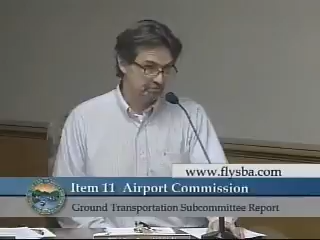 www.flysba.com
Item 11 Airport Commission
Ground Transportation Subcommittee Report